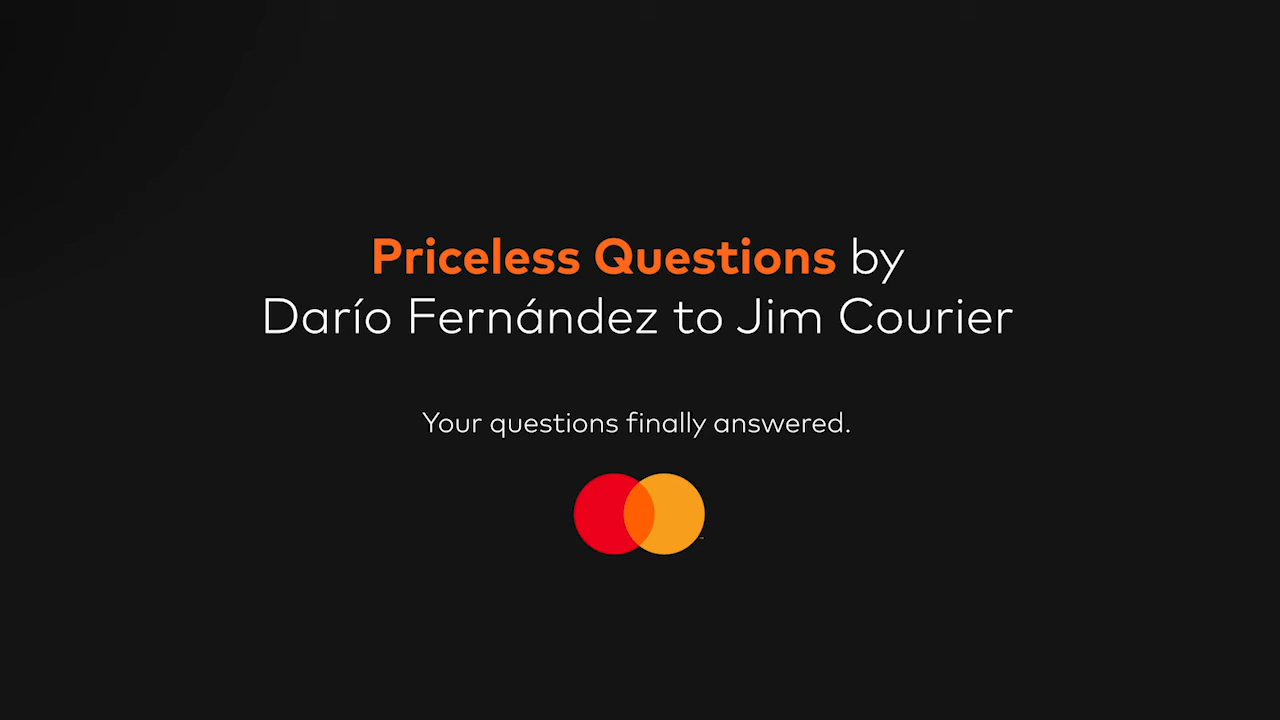 Priceless Questions by
Darío Fernández to Jim Courier
Your questions finally answered.